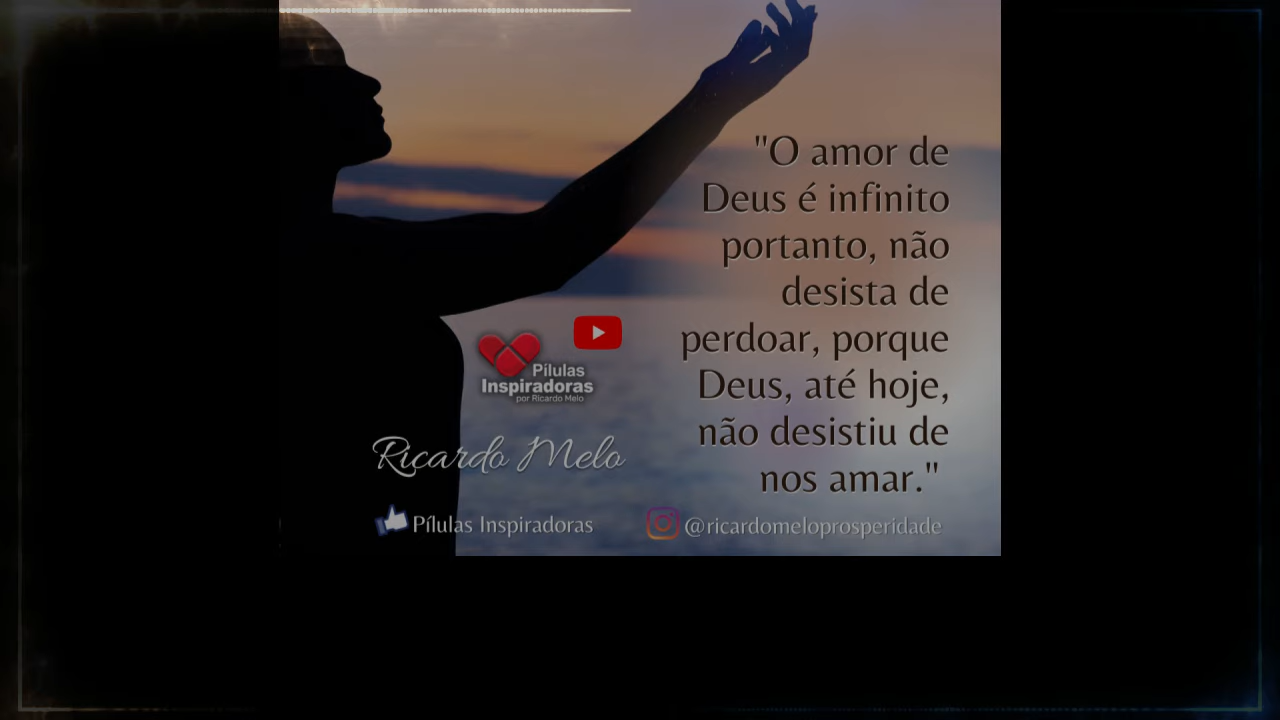 "O amor de
Deus é infinito
portanto, não
desista de
perdoar, porque
Deus, até hoje,
não desistiu de
nos amar."
Pílulas
Inspiradoras
por Ricardo Melo
Ricardo Melo
Pílulas Inspiradoras
@ricardomeloprosperidade